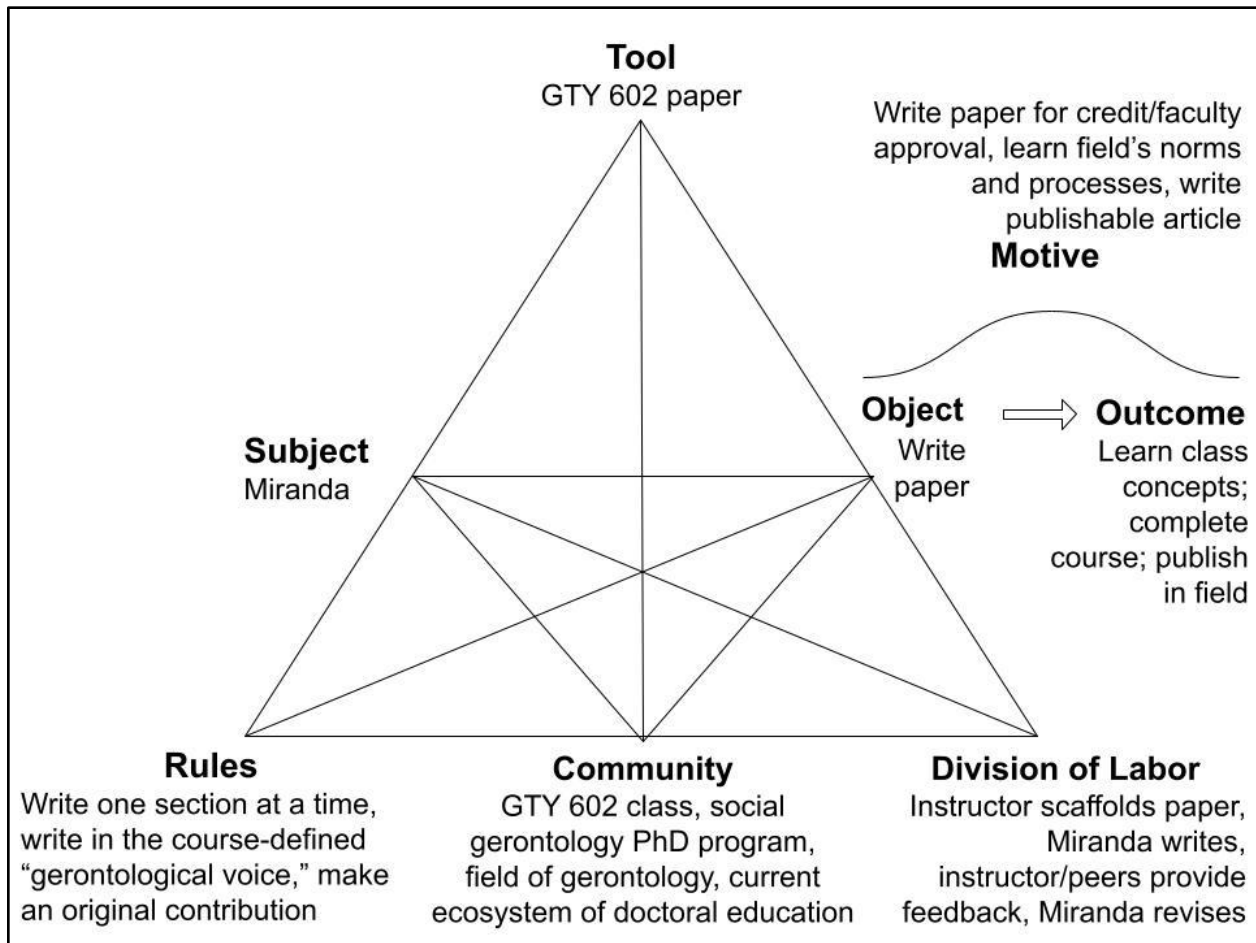 Tool
GTY 602 paper
Write paper for credit/faculty
approval, learn field’s norms
and processes, write
publishable article
Motive
Subject
Miranda
Object
Write
paper
Outcome
Learn class
concepts;
complete
course; publish
in field
Rules
Write one section at a time,
write in the course-defined
“gerontological voice,” make
an original contribution
Community
GTY 602 class, social
gerontology PhD program,
field of gerontology, current
ecosystem of doctoral education
Division of Labor
Instructor scaffolds paper,
Miranda writes,
instructor/peers provide
feedback, Miranda revises